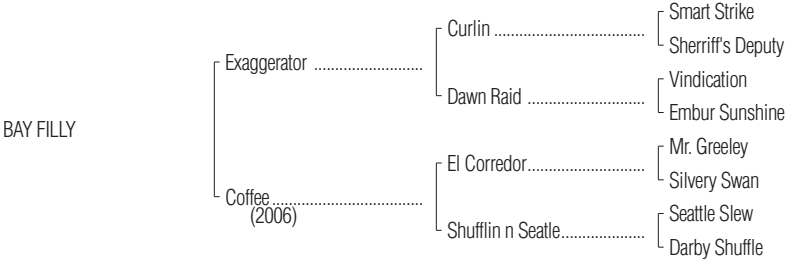 Smart Strike
Curlin ....................................
Sherriff's Deputy
Exaggerator ..........................
Vindication
Dawn Raid ............................
Embur Sunshine
BAY FILLY
Mr. Greeley
El Corredor............................
Silvery Swan
Coffee....................................
(2006)
Seattle Slew
Shufflin n Seatle....................
Darby Shuffle